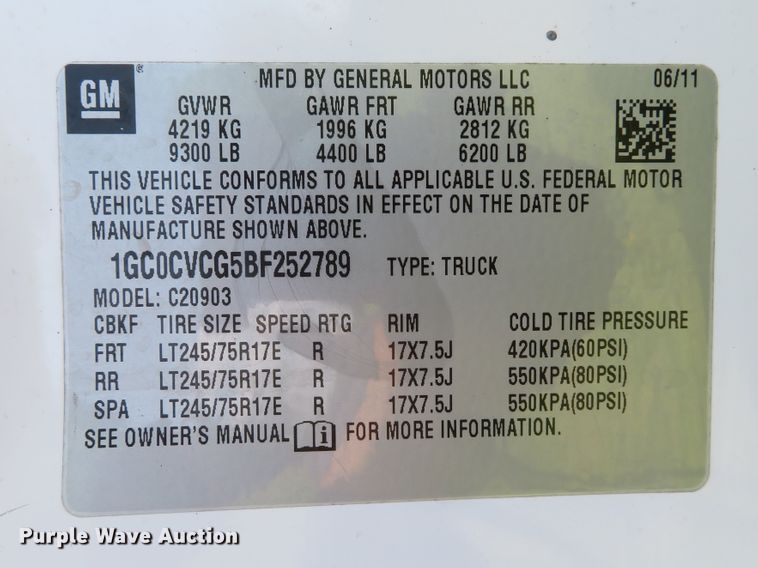 GM® MFD BY GENERAL MOTORS LLC 06/11
GVWR GAWR FRT GAWR RR
4219 KG 1996 KG 2812 KG
9300 LB 4400 LB 6200 LB
THIS VEHICLE CONFORMS TO ALL APPLICABLE U.S. FEDERAL MOTOR
VEHICLE SAFETY STANDARDS IN EFFECT ON THE DATE OF
MANUFACTURE SHOWN ABOVE.
1GC0CVCG5BF252789 TYPE: TRUCK
MODEL: C20903
CBKF TIRE SIZE SPEED RTG RIM COLD TIRE PRESSURE
FRT LT245/75R17E R 17X7.5J 420KPA(60PSI)
RR LT245/75R17E R 17X7.5J 550KPA(80PSI)
SPA LT245/75R17E R 17X7.5J 550KPA(80PSI)
SEE OWNER'S MANUAL i FOR MORE INFORMATION.
Purple Wave Auction